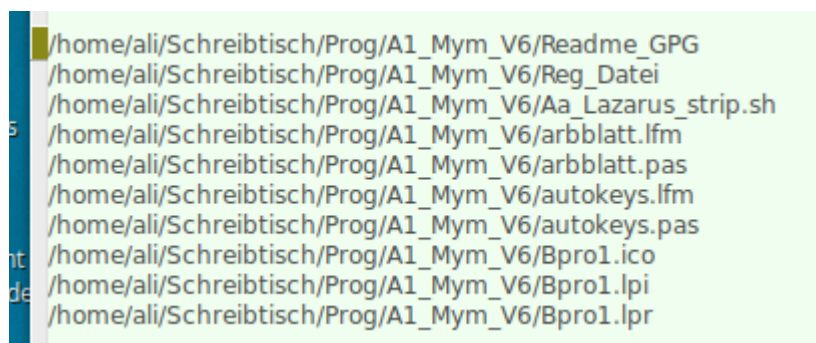 /home/ali/Schreibtisch/Prog/A1_Mym_V6/Readme_GPG
/home/ali/Schreibtisch/Prog/A1_Mym_V6/Reg_Datei
/home/ali/Schreibtisch/Prog/A1_Mym_V6/Aa_Lazarus_strip.sh
/home/ali/Schreibtisch/Prog/A1_Mym_V6/arbblatt.lfm
/home/ali/Schreibtisch/Prog/A1_Mym_V6/arbblatt.pas
/home/ali/Schreibtisch/Prog/A1_Mym_V6/autokeys.lfm
/home/ali/Schreibtisch/Prog/A1_Mym_V6/autokeys.pas
/home/ali/Schreibtisch/Prog/A1_Mym_V6/Bpro1.ico
/home/ali/Schreibtisch/Prog/A1_Mym_V6/Bpro1.lpi
/home/ali/Schreibtisch/Prog/A1_Mym_V6/Bpro1.lpr